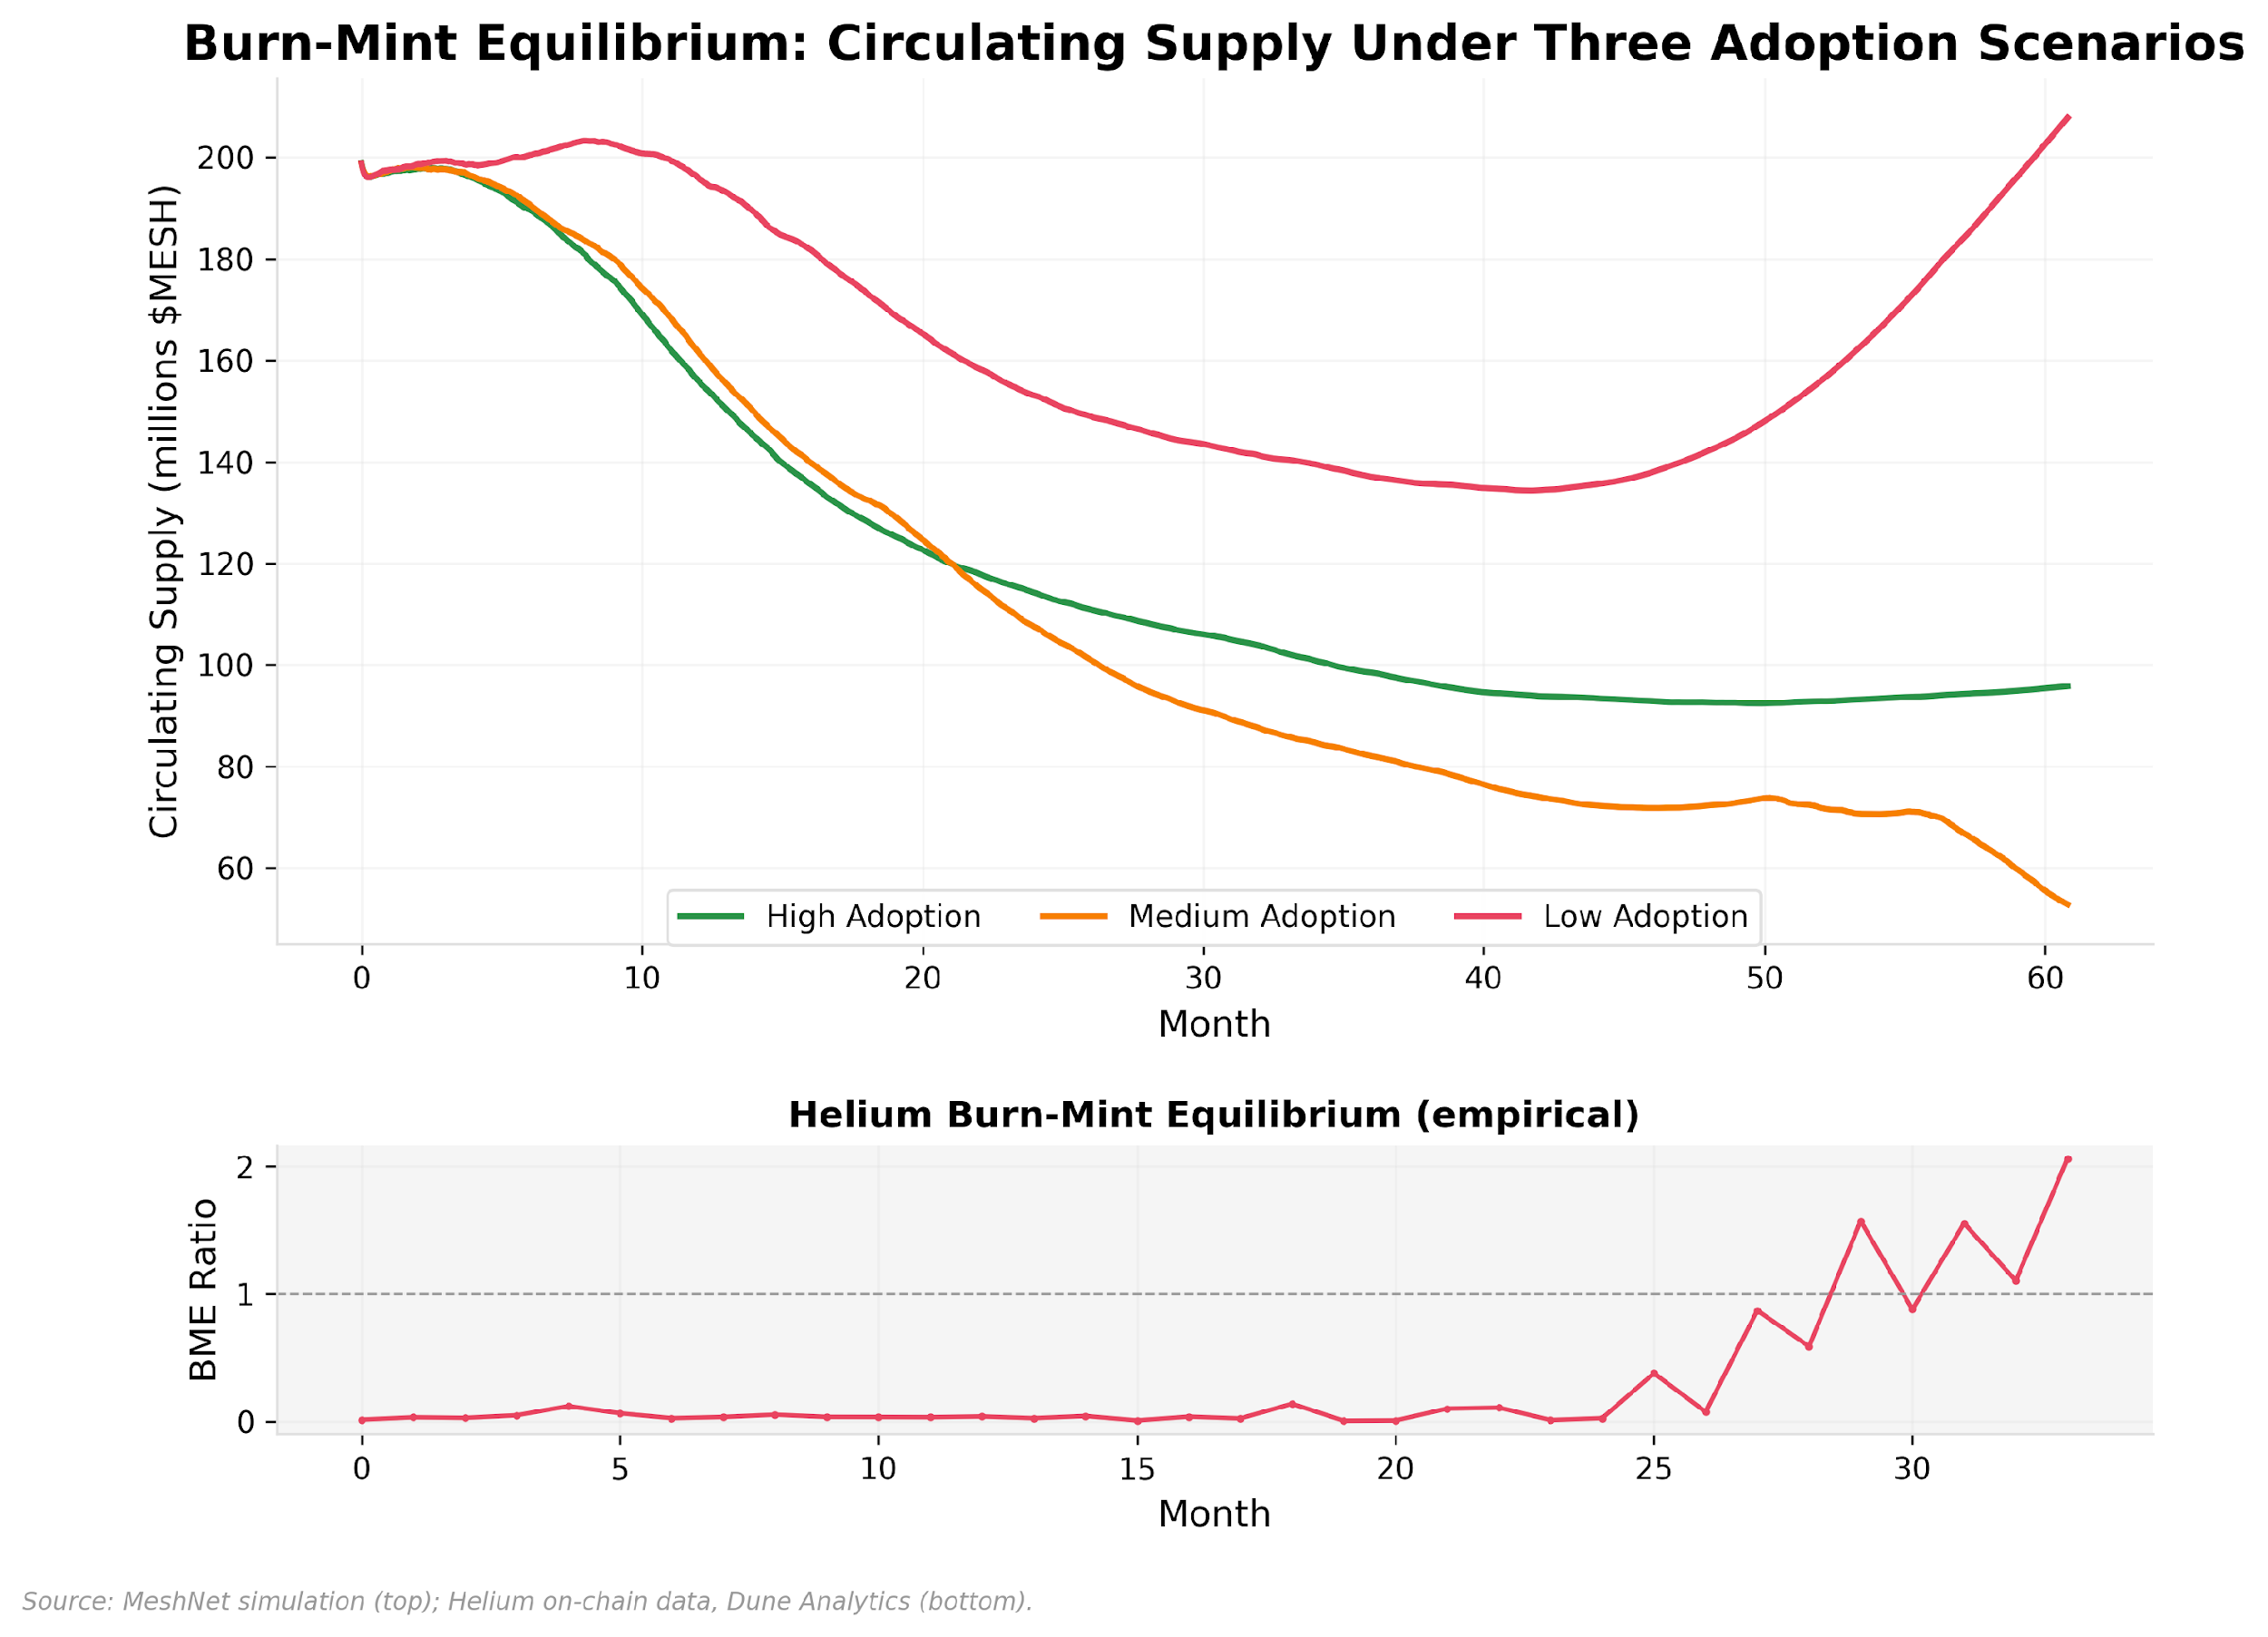 Burn-Mint Equilibrium: Circulating Supply Under Three Adoption Scenarios
Circulating Supply (millions $MESH)
200
180
160
140
120
100
80
60
High Adoption
Medium Adoption
Low Adoption
0
10
20
30
40
50
60
Month
Helium Burn-Mint Equilibrium (empirical)
BME Ratio
2
1
0
0
5
10
15
20
25
30
Month
Source: MeshNet simulation (top); Helium on-chain data, Dune Analytics (bottom).